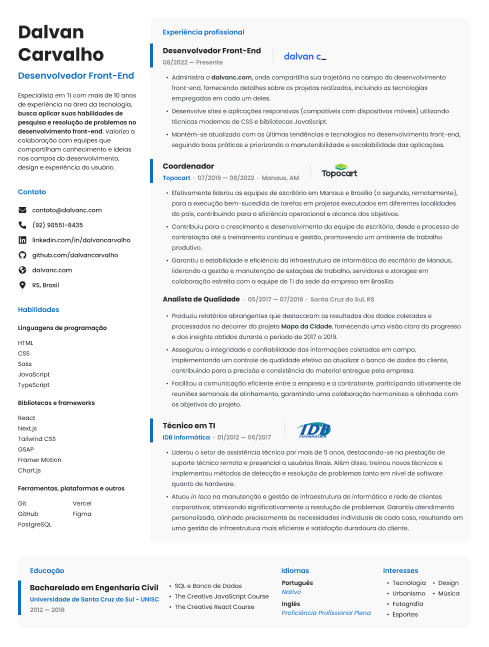 Dalvan
Carvalho
Desenvolvedor Front-End
Especialista em TI com mais de 10 anos
de experiência na área da tecnologia,
busca aplicar suas habilidades de
pesquisa e resolução de problemas no
desenvolvimento front-end. Valoriza a
colaboração com equipes que
compartilham conhecimento e ideias
nos campos do desenvolvimento,
design e experiência do usuário.
Contato
contato@dalvanc.com
(92) 98551-8435
linkedin.com/in/dalvancarvalho
github.com/dalvancarvalho
dalvanc.com
RS, Brasil
Habilidades
Linguagens de programação
HTML
CSS
Sass
JavaScript
TypeScript
Bibliotecas e frameworks
React
Next.js
Tailwind CSS
GSAP
Framer Motion
Chart.js
Ferramentas, plataformas e outros
Git Vercel
GitHub Figma
PostgreSQL
Experiência profissional
Desenvolvedor Front-End
08/2022 — Presente
dalvan c_
• Administra o dalvanc.com, onde compartilha sua trajetória no campo do desenvolvimento
front-end, fornecendo detalhes sobre os projetos realizados, incluindo as tecnologias
empregadas em cada um deles.
• Desenvolve sites e aplicações responsivas (compatíveis com dispositivos móveis) utilizando
técnicas modernas de CSS e bibliotecas JavaScript.
• Mantém-se atualizado com as últimas tendências e tecnologias no desenvolvimento front-end,
seguindo boas práticas e priorizando a manutenibilidade e escalabilidade das aplicações.
Coordenador
Topocart · 07/2019 — 08/2022 · Manaus, AM
Topocart
• Efetivamente liderou as equipes de escritório em Manaus e Brasília (a segunda, remotamente),
para a execução bem-sucedida de tarefas em projetos executados em diferentes localidades
do país, contribuindo para a eficiência operacional e alcance dos objetivos.
• Contribuiu para o crescimento e desenvolvimento da equipe de escritório, desde o processo de
contratação até o treinamento contínuo e gestão, promovendo um ambiente de trabalho
produtivo.
• Garantiu a estabilidade e eficiência da infraestrutura de informática do escritório de Manaus,
liderando a gestão e manutenção de estações de trabalho, servidores e storages em
colaboração estreita com a equipe de TI da sede da empresa em Brasília.
Analista de Qualidade · 05/2017 — 07/2019 · Santa Cruz do Sul, RS
• Produziu relatórios abrangentes que destacaram os resultados dos dados coletados e
processados no decorrer do projeto Mapa da Cidade, fornecendo uma visão clara do progresso
e dos insights obtidos durante o período de 2017 a 2019.
• Assegurou a integridade e confiabilidade das informações coletadas em campo,
implementando um controle de qualidade efetivo ao atualizar o banco de dados do cliente,
contribuindo para a precisão e consistência do material entregue pela empresa.
• Facilitou a comunicação eficiente entre a empresa e a contratante, participando ativamente de
reuniões semanais de alinhamento, garantindo uma colaboração harmoniosa e alinhada com
os objetivos do projeto.
Técnico em TI
IDB Informática · 01/2012 — 05/2017
IDB
INFORMÁTICA
• Liderou o setor de assistência técnica por mais de 5 anos, destacando-se na prestação de
suporte técnico remoto e presencial a usuários finais. Além disso, treinou novos técnicos e
implementou métodos de detecção e resolução de problemas tanto em nível de software
quanto de hardware.
• Atuou in loco na manutenção e gestão de infraestrutura de informática e rede de clientes
corporativos, otimizando significativamente a resolução de problemas. Garantiu atendimento
personalizado, alinhado precisamente às necessidades individuais de cada caso, resultando em
uma gestão de infraestrutura mais eficiente e satisfação duradoura do cliente.
Educação
Bacharelado em Engenharia Civil
Universidade de Santa Cruz do Sul - UNISC
2012 — 2018
• SQL e Banco de Dados
• The Creative JavaScript Course
• The Creative React Course
Idiomas
Português
Nativo
Inglês
Proficiência Profissional Plena
Interesses
• Tecnologia • Design
• Urbanismo • Música
• Fotografia
• Esportes